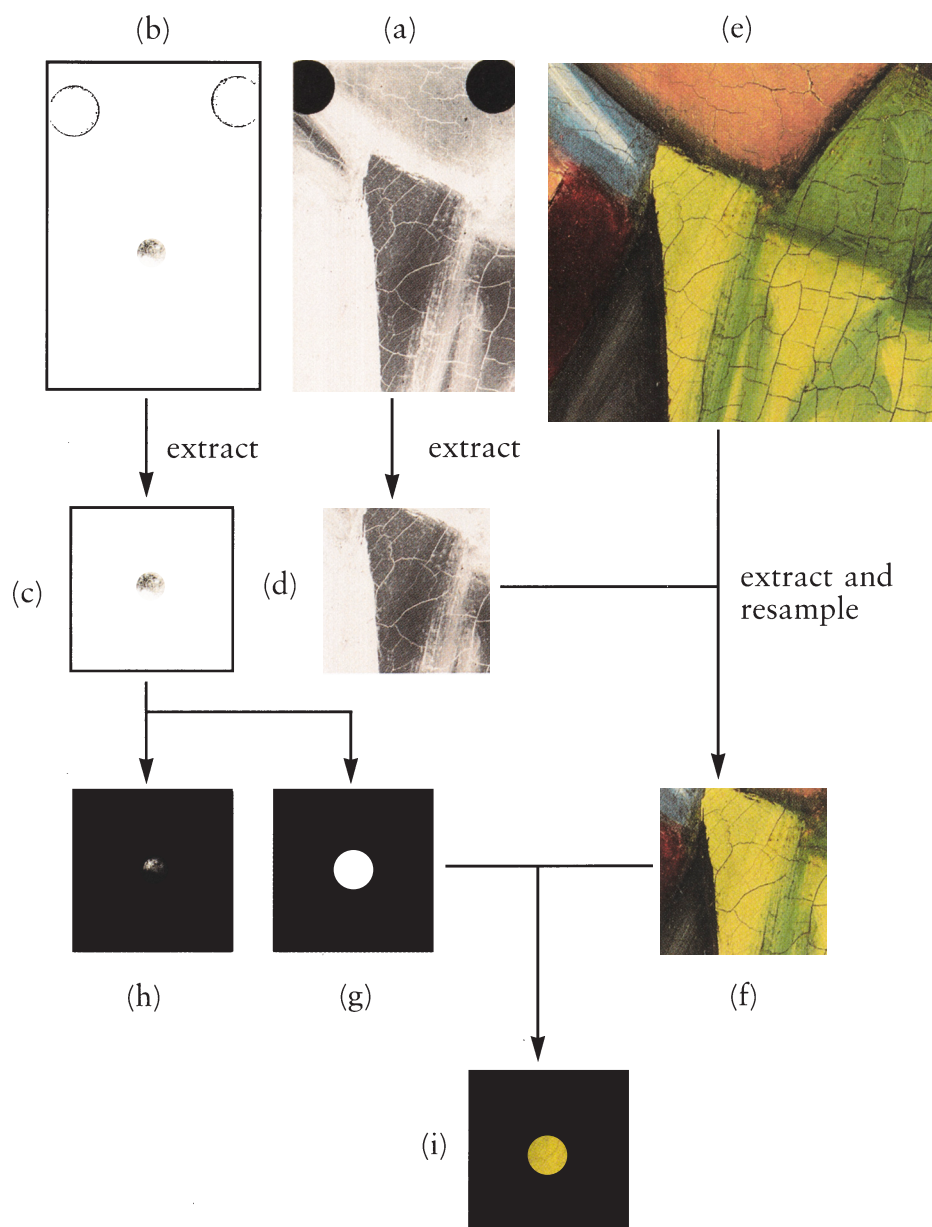 (b)
(a)
(e)
extract
extract
(c)
(d)
extract and
resample
(h)
(g)
(f)
(i)